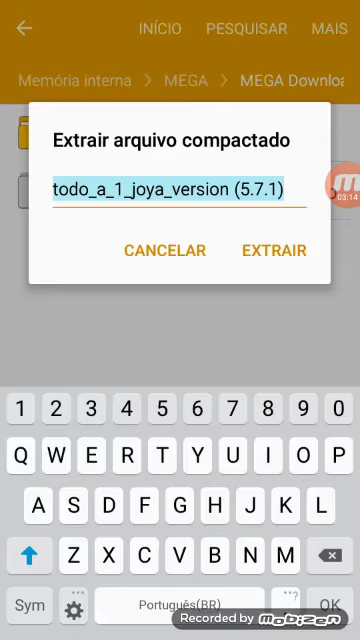 INÍCIO PESQUISAR MAIS
Memória interna > MEGA > MEGA Downloa
Extrair arquivo compactado
todo_a_1_joya_version (5.7.1)
03:14
CANCELAR EXTRAIR
1 2 3 4 5 6 7 8 9 0
Q W E R T Y U I O P
A S D F G H J K L
Z X C V B N M
Sym Português(BR) OK
Recorded by mobizen